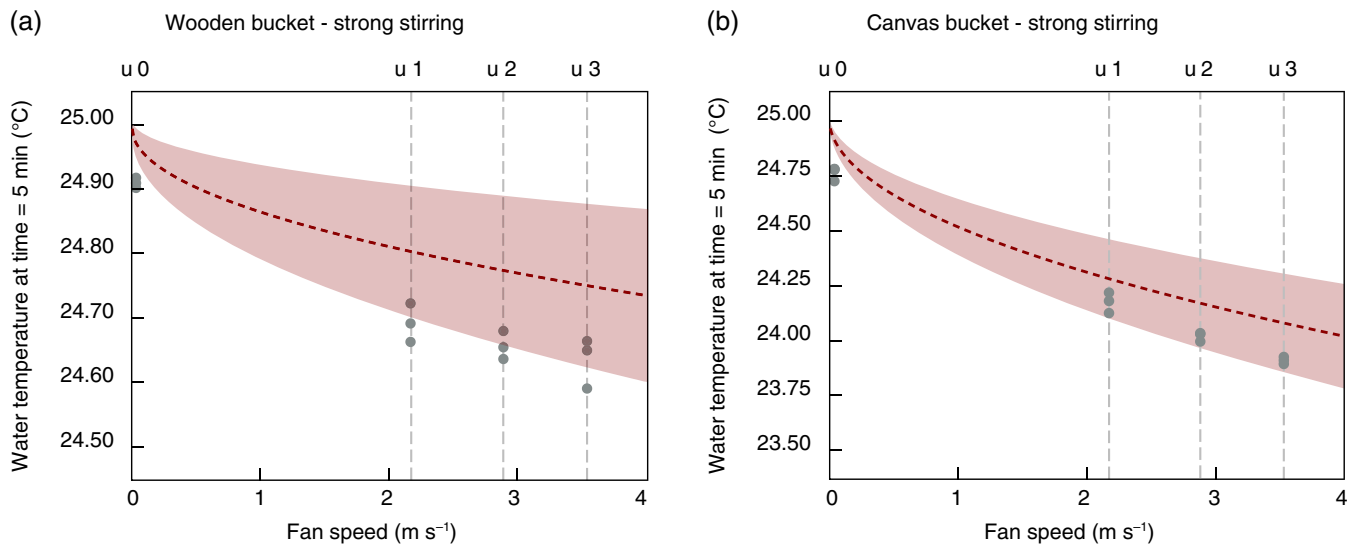 (a) Wooden bucket - strong stirring
u 0 u 1 u 2 u 3
Water temperature at time = 5 min (°C)
25.00
24.90
24.80
24.70
24.60
24.50
0 1 2 3 4
Fan speed (m s⁻¹)
(b) Canvas bucket - strong stirring
u 0 u 1 u 2 u 3
Water temperature at time = 5 min (°C)
25.00
24.75
24.50
24.25
24.00
23.75
23.50
0 1 2 3 4
Fan speed (m s⁻¹)